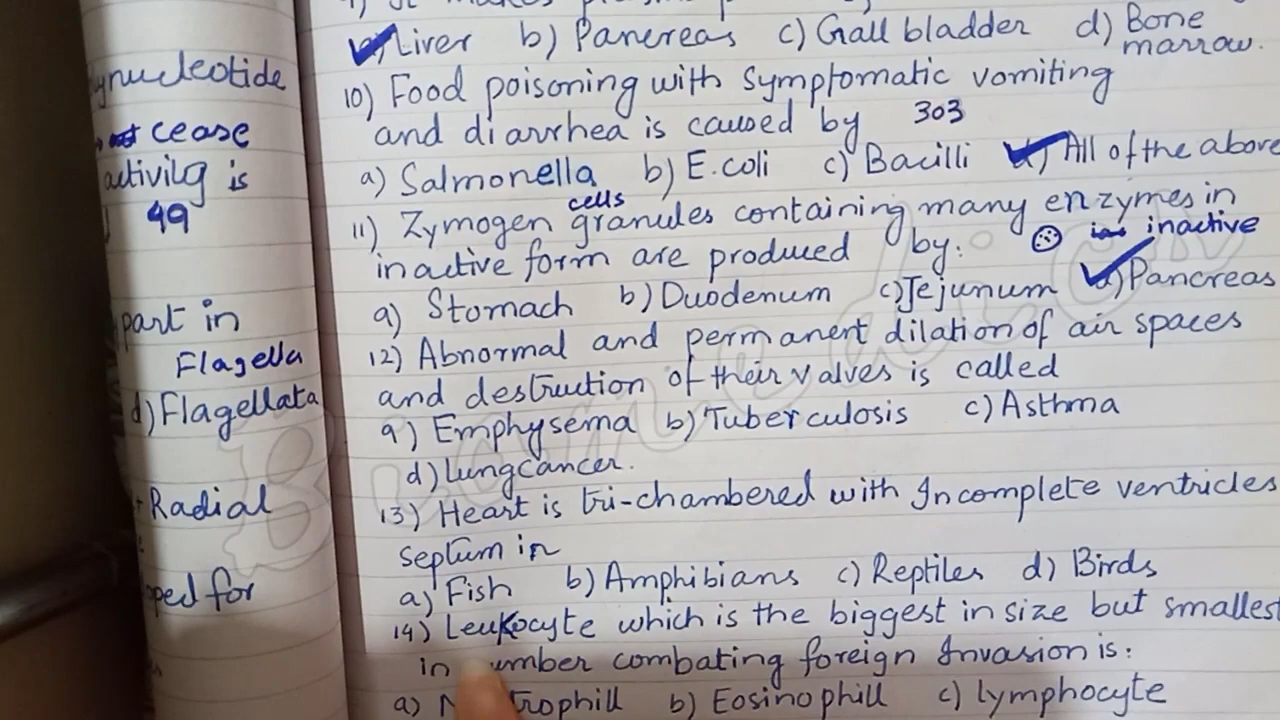 ynucleotide
cease
activilg is
49
part in
Flagella
d) Flagellata
Radial
ped for
a) Liver b) Pancreas c) Gall bladder d) Bone marrow.
10) Food poisoning with symptomatic vomiting
and diarrhea is caused by 303
a) Salmonella b) E.coli c) Bacilli d) All of the above
cells
11) Zymogen granules containing many enzymes in
inactive form are produced by: inactive
a) Stomach b) Duodenum c) Jejunum d) Pancreas
12) Abnormal and permanent dilation of air spaces
and destruction of their valves is called
a) Emphysema b) Tuberculosis c) Asthma
d) Lung cancer.
13) Heart is tri-chambered with Incomplete ventricles
septum in
a) Fish b) Amphibians c) Reptiles d) Birds
14) Leukocyte which is the biggest in size but smallest
in umber combating foreign Invasion is:
a) N trophill b) Eosinophill c) lymphocyte